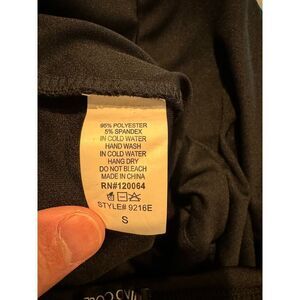 95% POLYESTER
5% SPANDEX
IN COLD WATER
HAND WASH
IN COLD WATER
HANG DRY
DO NOT BLEACH
MADE IN CHINA
RN#120064
STYLE# 9216E
S